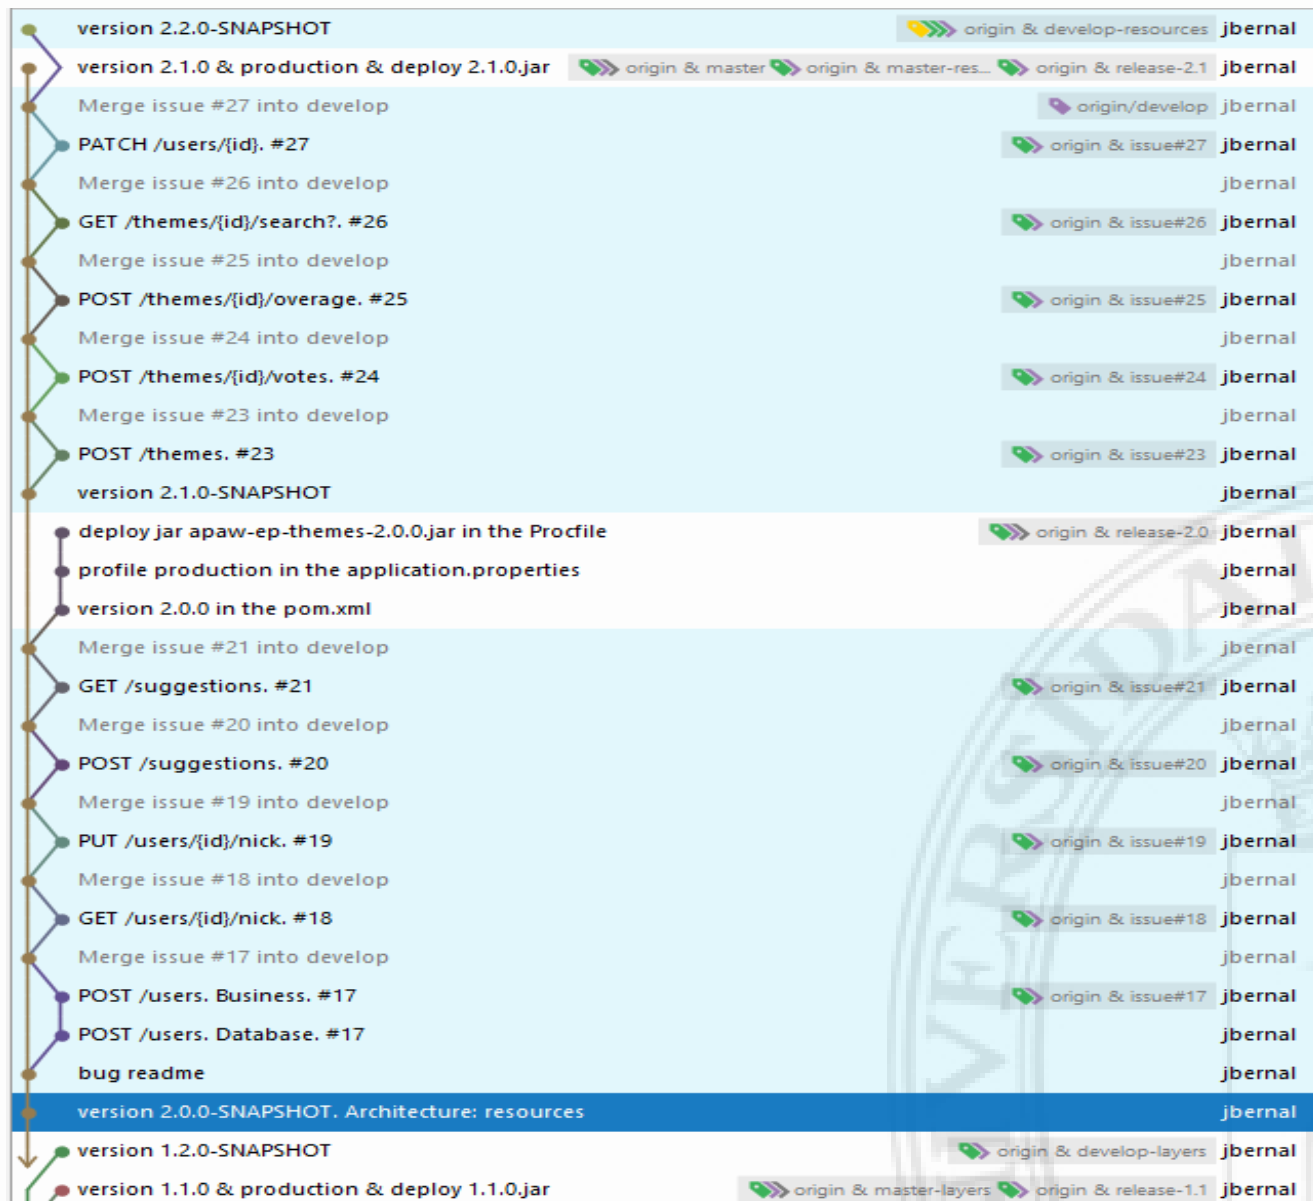 version 2.2.0-SNAPSHOT origin & develop-resources jbernal
version 2.1.0 & production & deploy 2.1.0.jar origin & master origin & master-res... origin & release-2.1 jbernal
Merge issue #27 into develop origin/develop jbernal
PATCH /users/{id}. #27 origin & issue#27 jbernal
Merge issue #26 into develop jbernal
GET /themes/{id}/search?. #26 origin & issue#26 jbernal
Merge issue #25 into develop jbernal
POST /themes/{id}/overage. #25 origin & issue#25 jbernal
Merge issue #24 into develop jbernal
POST /themes/{id}/votes. #24 origin & issue#24 jbernal
Merge issue #23 into develop jbernal
POST /themes. #23 origin & issue#23 jbernal
version 2.1.0-SNAPSHOT jbernal
deploy jar apaw-ep-themes-2.0.0.jar in the Procfile origin & release-2.0 jbernal
profile production in the application.properties jbernal
version 2.0.0 in the pom.xml jbernal
Merge issue #21 into develop jbernal
GET /suggestions. #21 origin & issue#21 jbernal
Merge issue #20 into develop jbernal
POST /suggestions. #20 origin & issue#20 jbernal
Merge issue #19 into develop jbernal
PUT /users/{id}/nick. #19 origin & issue#19 jbernal
Merge issue #18 into develop jbernal
GET /users/{id}/nick. #18 origin & issue#18 jbernal
Merge issue #17 into develop jbernal
POST /users. Business. #17 origin & issue#17 jbernal
POST /users. Database. #17 jbernal
bug readme jbernal
version 2.0.0-SNAPSHOT. Architecture: resources jbernal
version 1.2.0-SNAPSHOT origin & develop-layers jbernal
version 1.1.0 & production & deploy 1.1.0.jar origin & master-layers origin & release-1.1 jbernal